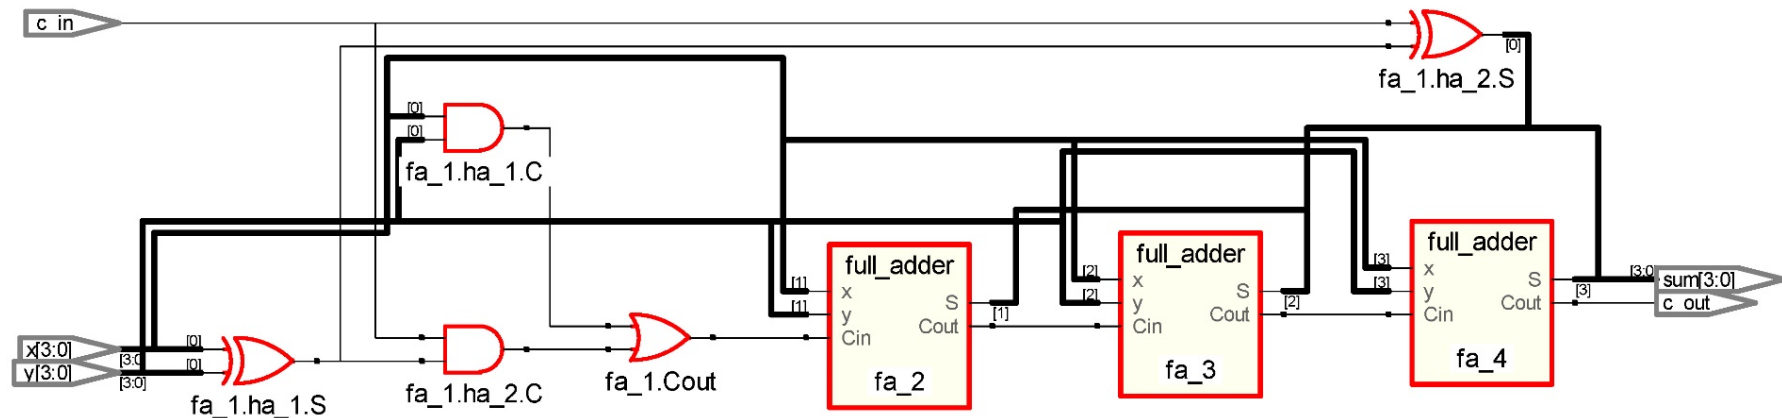 c_in
[0]
fa_1.ha_2.S
[0]
[0]
fa_1.ha_1.C
full_adder
x
y
Cin
S
Cout
[1]
[1]
[1]
fa_2
full_adder
x
y
Cin
S
Cout
[2]
[2]
[2]
fa_3
full_adder
x
y
Cin
S
Cout
[3]
[3]
[3]
fa_4
[3:0]
sum[3:0]
c_out
x[3:0]
[3:0]
[0]
y[3:0]
[3:0]
[0]
fa_1.ha_1.S
fa_1.ha_2.C
fa_1.Cout